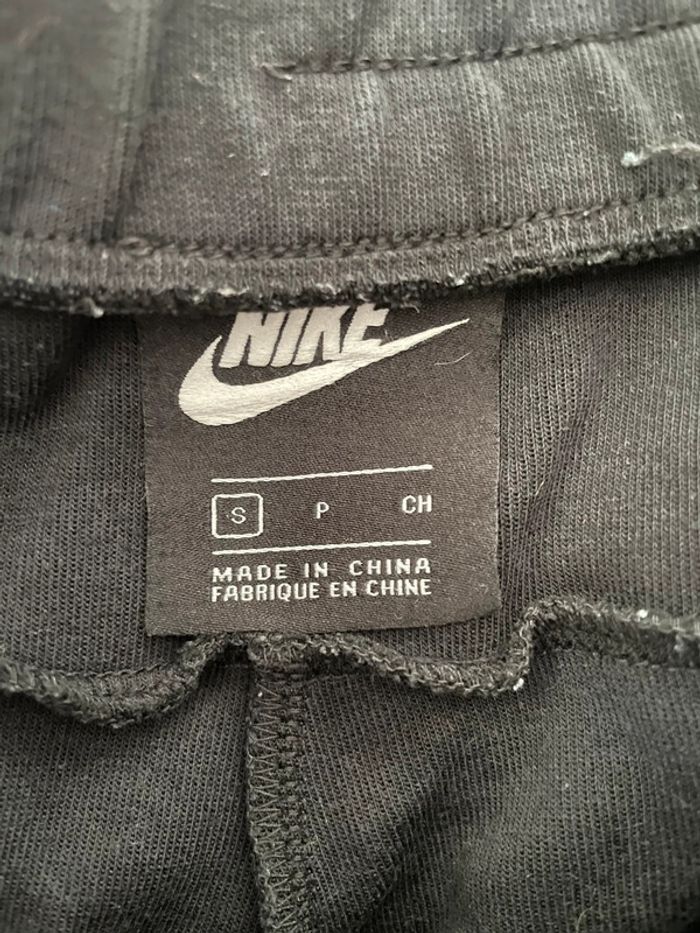 NIKE
S P CH
MADE IN CHINA
FABRIQUE EN CHINE